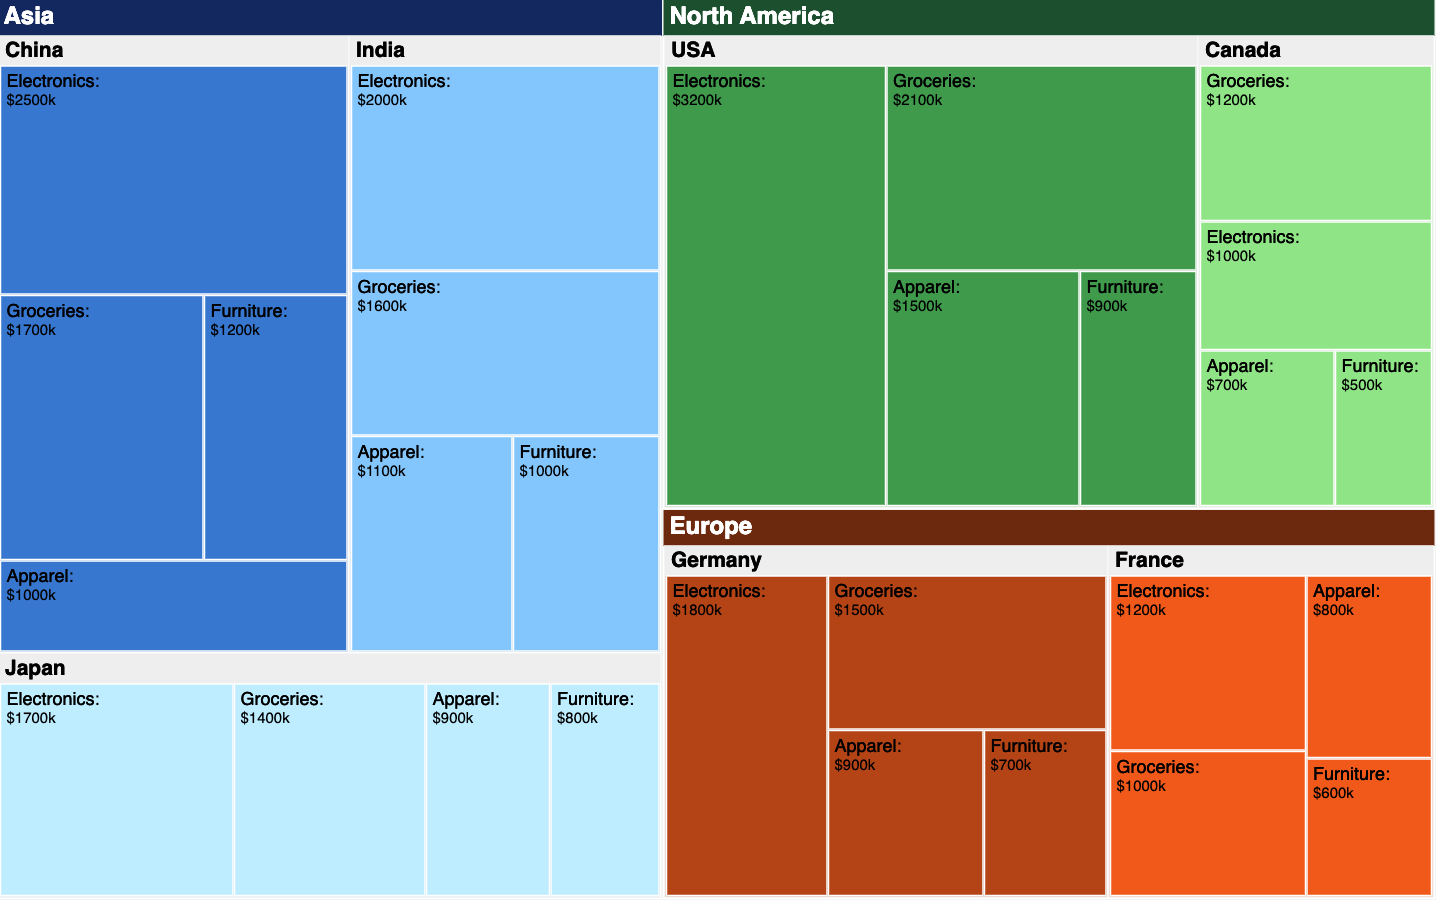 Asia
China
Electronics:
$2500k
Groceries:
$1700k
Furniture:
$1200k
Apparel:
$1000k
India
Electronics:
$2000k
Groceries:
$1600k
Apparel:
$1100k
Furniture:
$1000k
Japan
Electronics:
$1700k
Groceries:
$1400k
Apparel:
$900k
Furniture:
$800k
North America
USA
Electronics:
$3200k
Groceries:
$2100k
Apparel:
$1500k
Furniture:
$900k
Canada
Groceries:
$1200k
Electronics:
$1000k
Apparel:
$700k
Furniture:
$500k
Europe
Germany
Electronics:
$1800k
Groceries:
$1500k
Apparel:
$900k
Furniture:
$700k
France
Electronics:
$1200k
Apparel:
$800k
Groceries:
$1000k
Furniture:
$600k